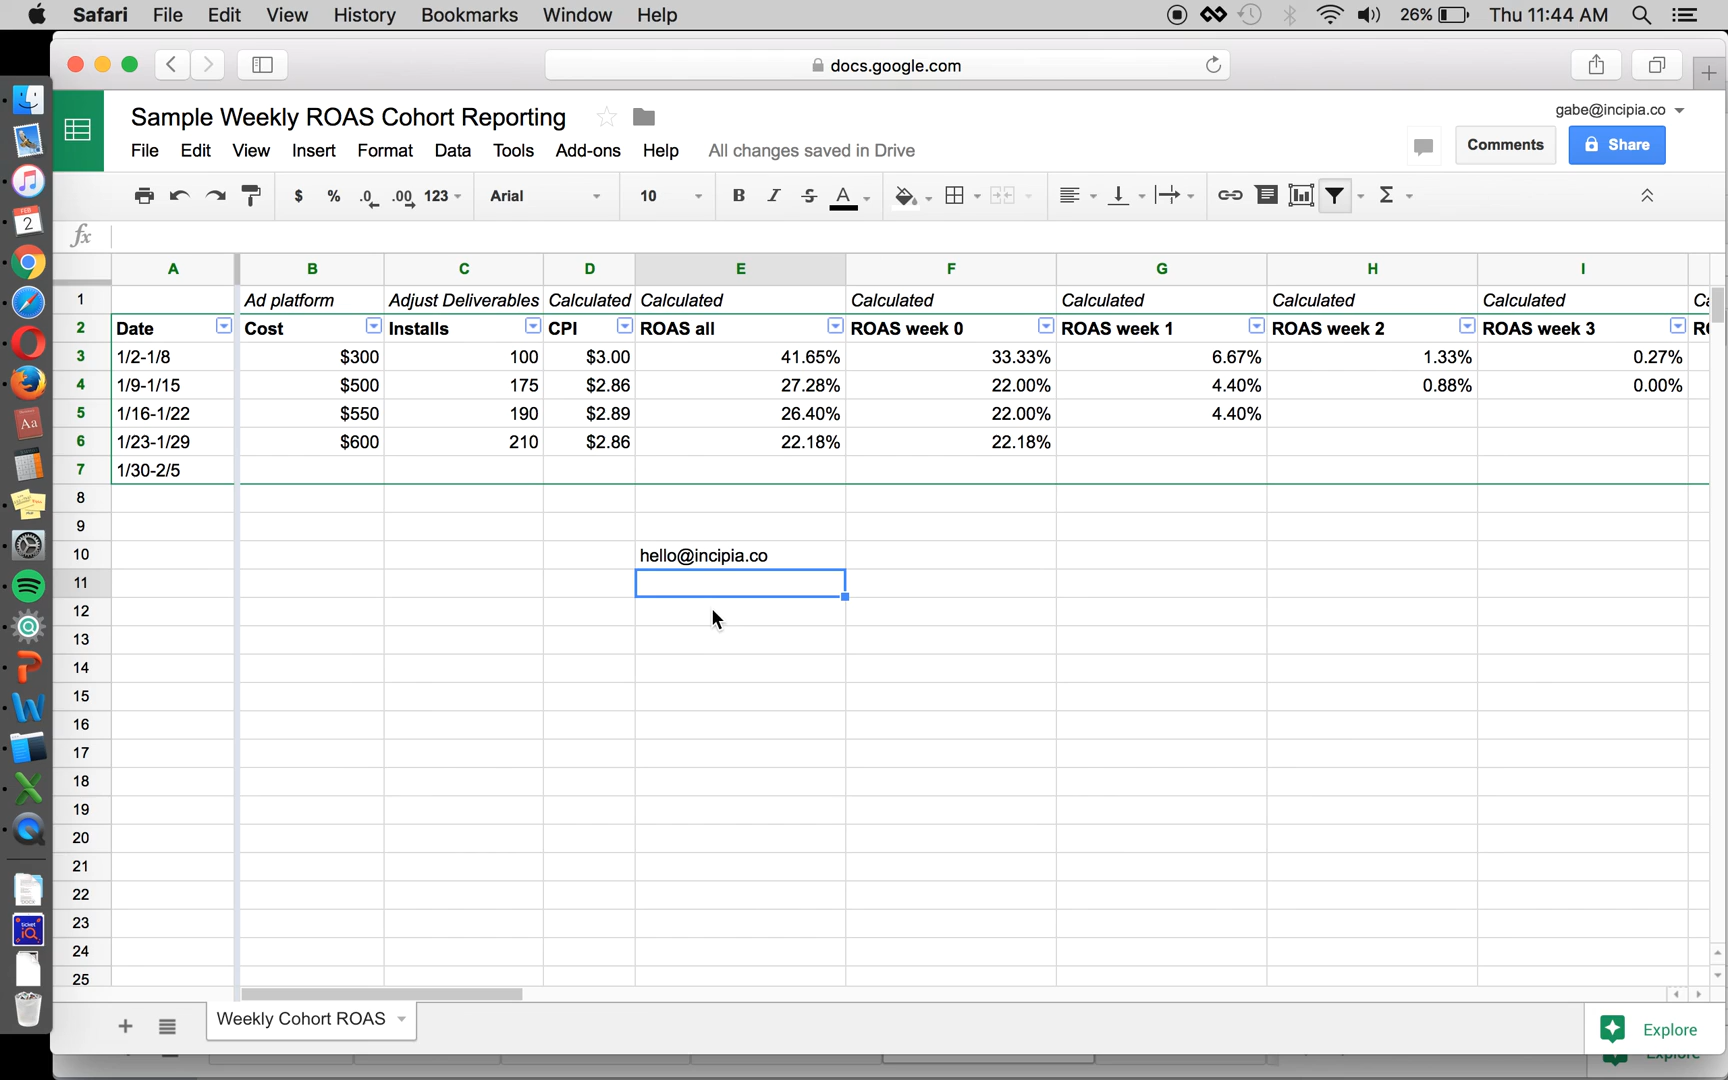 Safari File Edit View History Bookmarks Window Help 26% Thu 11:44 AM
docs.google.com
Sample Weekly ROAS Cohort Reporting gabe@incipia.co
File Edit View Insert Format Data Tools Add-ons Help All changes saved in Drive Comments Share
$ % .0 .00 123 Arial 10 B I S A Σ
fx
A B C D E F G H I
1 Ad platform Adjust Deliverables Calculated Calculated Calculated Calculated Calculated Calculated Ca
2 Date Cost Installs CPI ROAS all ROAS week 0 ROAS week 1 ROAS week 2 ROAS week 3
3 1/2-1/8 $300 100 $3.00 41.65% 33.33% 6.67% 1.33% 0.27%
4 1/9-1/15 $500 175 $2.86 27.28% 22.00% 4.40% 0.88% 0.00%
5 1/16-1/22 $550 190 $2.89 26.40% 22.00% 4.40%
6 1/23-1/29 $600 210 $2.86 22.18% 22.18%
7 1/30-2/5
8
9
10 hello@incipia.co
11
12
13
14
15
16
17
18
19
20
21
22
23
24
25
Weekly Cohort ROAS Explore